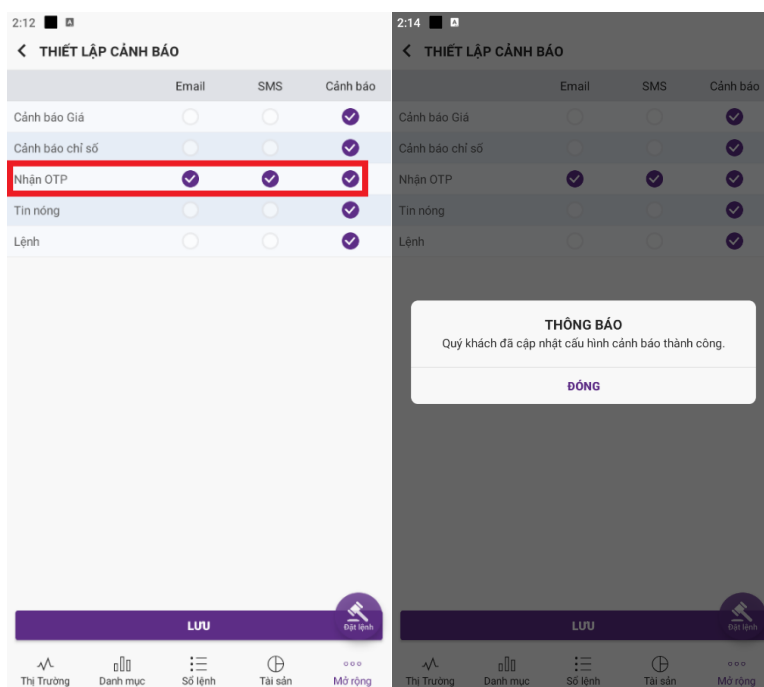 2:12
THIẾT LẬP CẢNH BÁO
Email SMS Cảnh báo
Cảnh báo Giá
Cảnh báo chỉ số
Nhận OTP
Tin nóng
Lệnh
LƯU
Đặt lệnh
Thị Trường Danh mục Sổ lệnh Tài sản Mở rộng
2:14
THIẾT LẬP CẢNH BÁO
Email SMS Cảnh báo
Cảnh báo Giá
Cảnh báo chỉ số
Nhận OTP
Tin nóng
Lệnh
THÔNG BÁO
Quý khách đã cập nhật cấu hình cảnh báo thành công.
ĐÓNG
LƯU
Đặt lệnh
Thị Trường Danh mục Sổ lệnh Tài sản Mở rộng